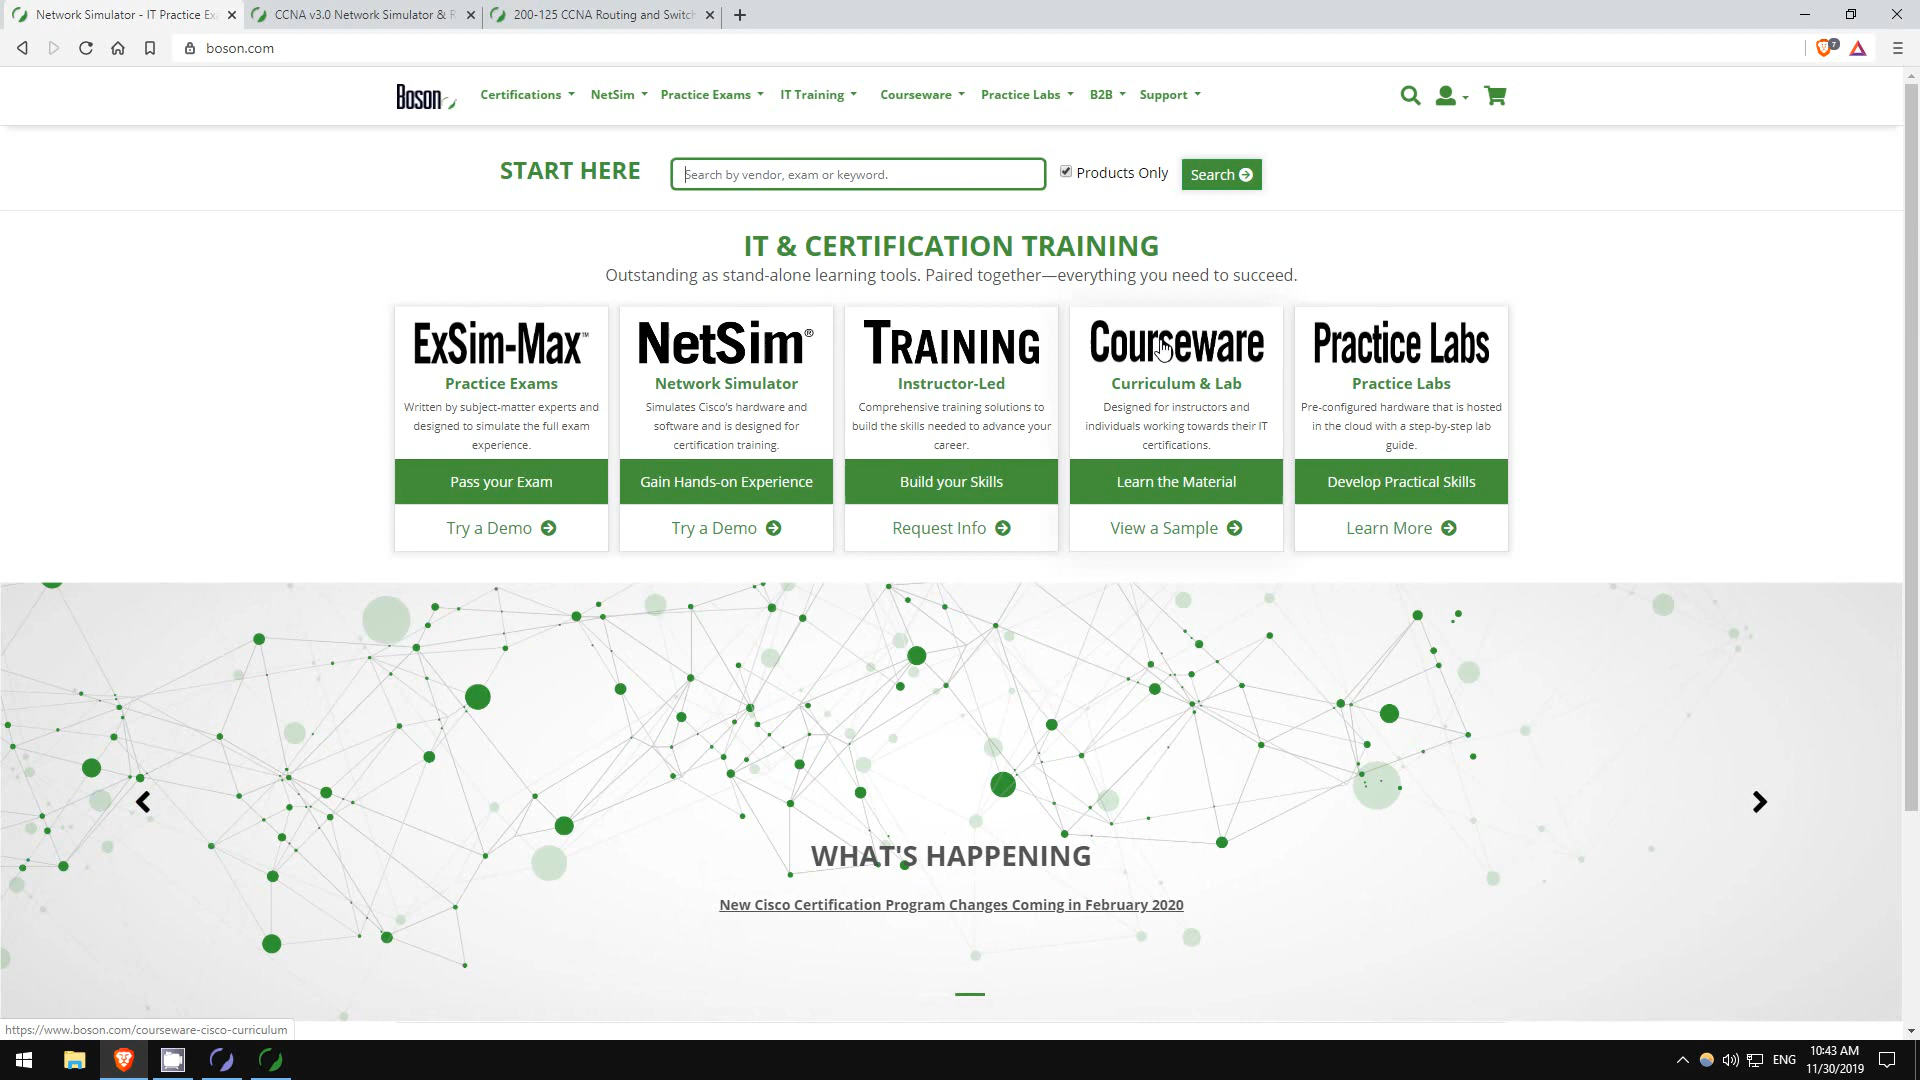 Network Simulator - IT Practice Ex
CCNA v3.0 Network Simulator & R
200-125 CCNA Routing and Switch
boson.com
7
Boson
Certifications
NetSim
Practice Exams
IT Training
Courseware
Practice Labs
B2B
Support
START HERE
Search by vendor, exam or keyword.
Products Only
Search
IT & CERTIFICATION TRAINING
Outstanding as stand-alone learning tools. Paired together—everything you need to succeed.
ExSim-Max™
Practice Exams
Written by subject-matter experts and
designed to simulate the full exam
experience.
Pass your Exam
Try a Demo
NetSim®
Network Simulator
Simulates Cisco's hardware and
software and is designed for
certification training.
Gain Hands-on Experience
Try a Demo
TRAINING
Instructor-Led
Comprehensive training solutions to
build the skills needed to advance your
career.
Build your Skills
Request Info
Courseware
Curriculum & Lab
Designed for instructors and
individuals working towards their IT
certifications.
Learn the Material
View a Sample
Practice Labs
Practice Labs
Pre-configured hardware that is hosted
in the cloud with a step-by-step lab
guide.
Develop Practical Skills
Learn More
WHAT'S HAPPENING
New Cisco Certification Program Changes Coming in February 2020
https://www.boson.com/courseware-cisco-curriculum
ENG
10:43 AM
11/30/2019